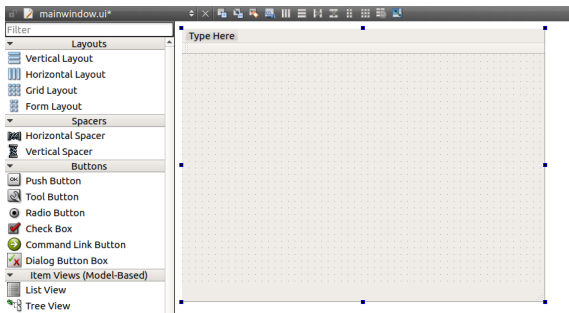 mainwindow.ui*
Filter
Type Here
Layouts
Vertical Layout
Horizontal Layout
Grid Layout
Form Layout
Spacers
Horizontal Spacer
Vertical Spacer
Buttons
OK Push Button
Tool Button
Radio Button
Check Box
Command Link Button
Dialog Button Box
Item Views (Model-Based)
List View
Tree View